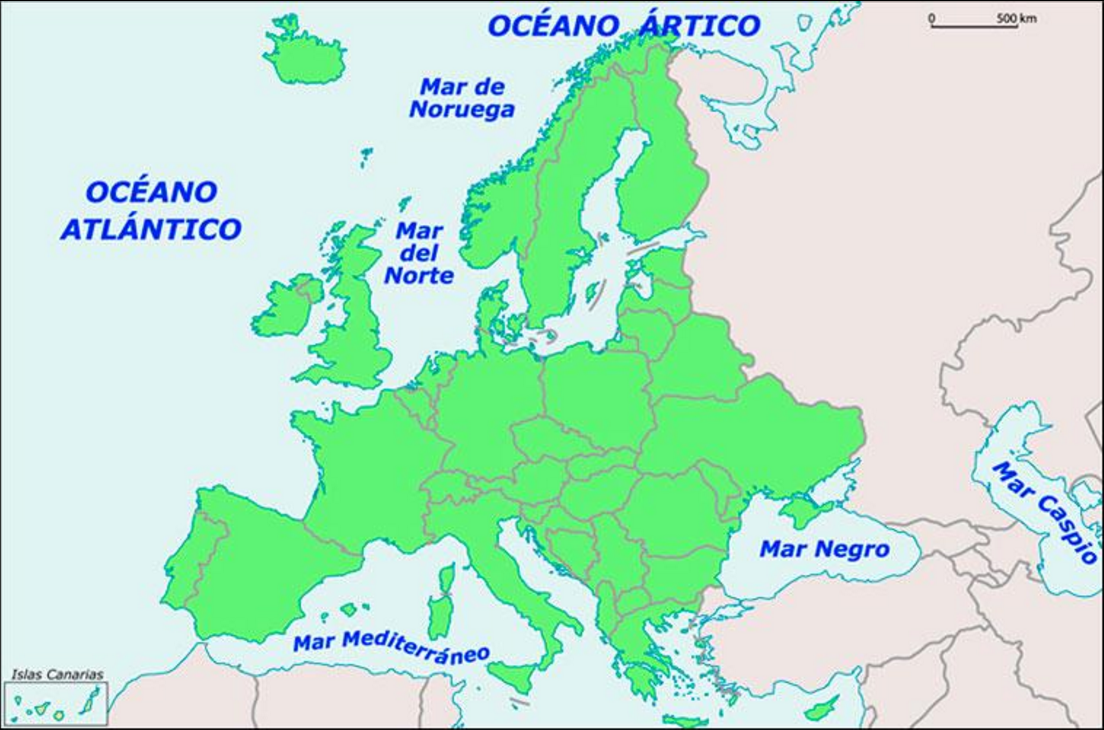 OCÉANO ÁRTICO
0 500 km
Mar de
Noruega
OCÉANO
ATLÁNTICO
Mar
del
Norte
Mar Caspio
Mar Negro
Mar Mediterráneo
Islas Canarias